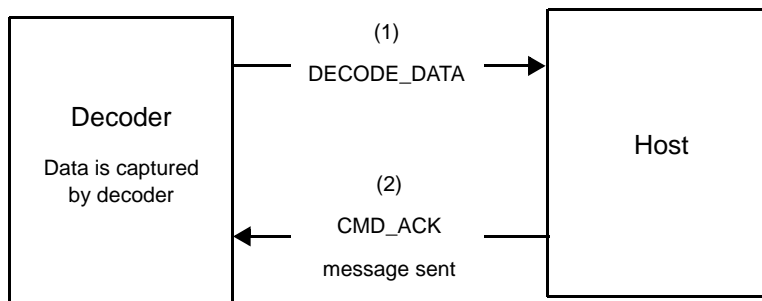 Decoder
Data is captured
by decoder
(1)
DECODE_DATA
(2)
CMD_ACK
message sent
Host